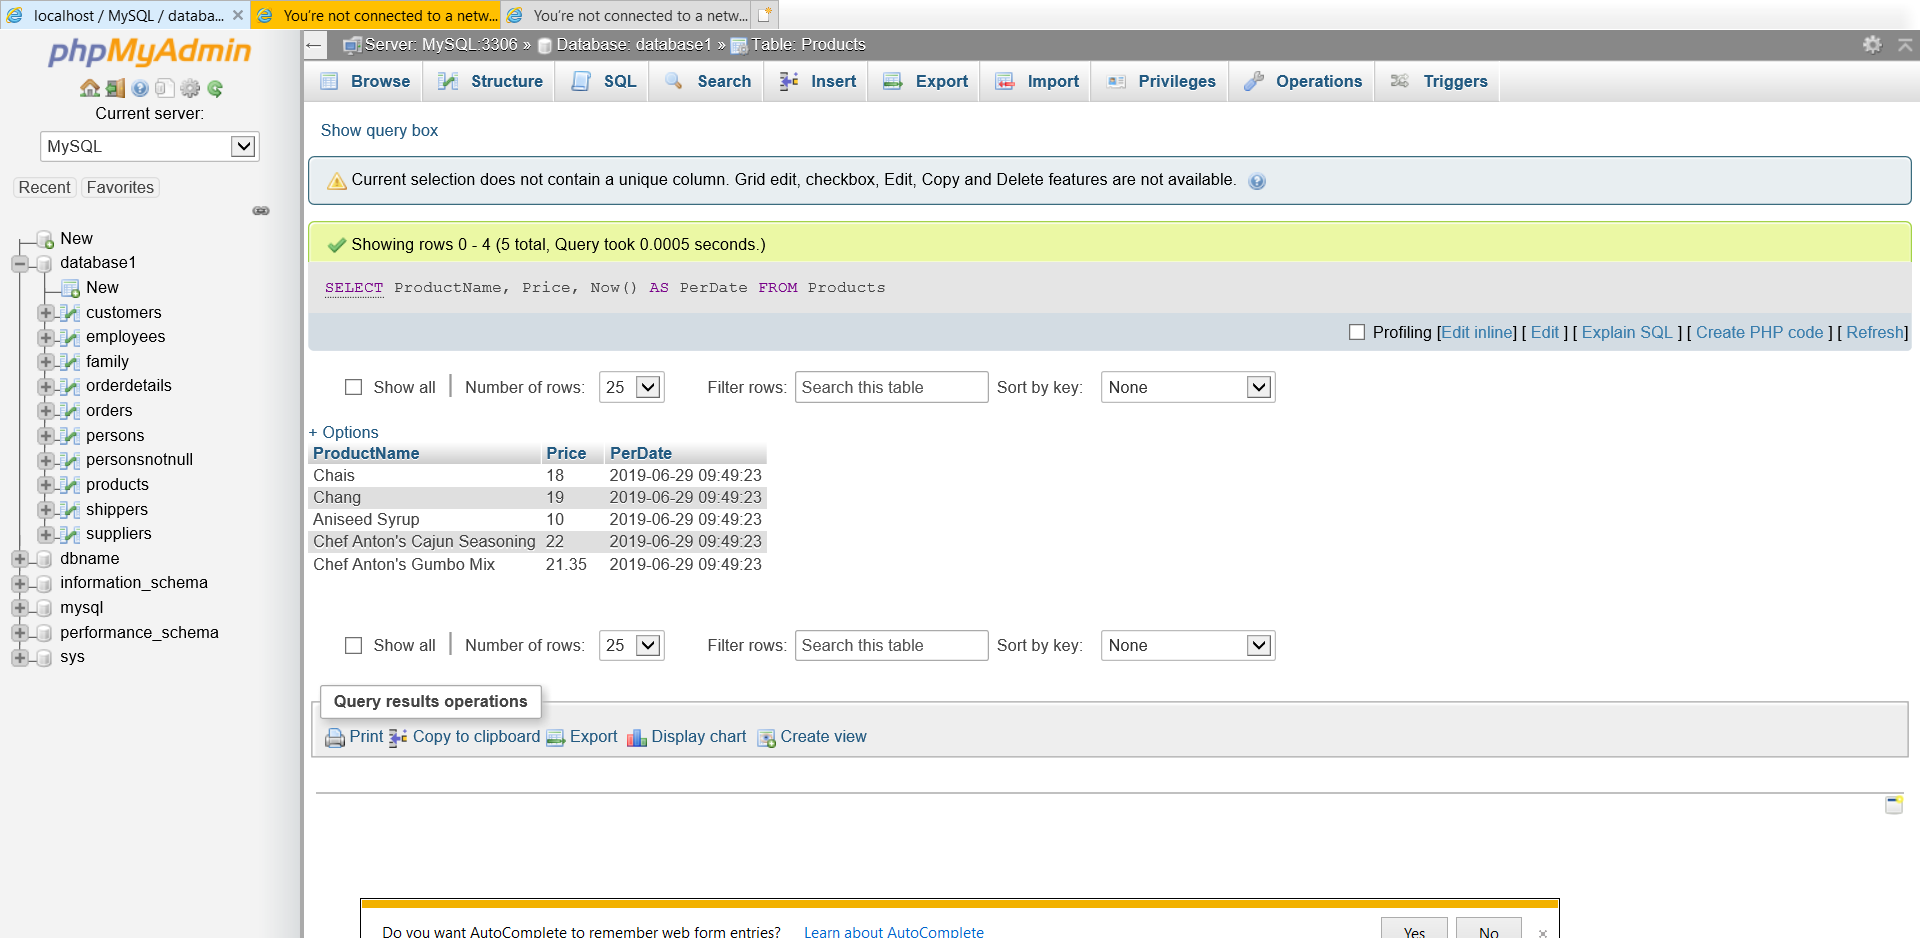 localhost / MySQL / databa...
You're not connected to a netw...
You're not connected to a netw...
phpMyAdmin
Current server:
MySQL
Recent
Favorites
New
database1
New
customers
employees
family
orderdetails
orders
persons
personsnotnull
products
shippers
suppliers
dbname
information_schema
mysql
performance_schema
sys
Server: MySQL:3306 » Database: database1 » Table: Products
Browse Structure SQL Search Insert Export Import Privileges Operations Triggers
Show query box
Current selection does not contain a unique column. Grid edit, checkbox, Edit, Copy and Delete features are not available.
Showing rows 0 - 4 (5 total, Query took 0.0005 seconds.)
SELECT ProductName, Price, Now() AS PerDate FROM Products
Profiling [Edit inline] [ Edit ] [ Explain SQL ] [ Create PHP code ] [ Refresh]
Show all | Number of rows: 25 Filter rows: Search this table Sort by key: None
+ Options
ProductName Price PerDate
Chais 18 2019-06-29 09:49:23
Chang 19 2019-06-29 09:49:23
Aniseed Syrup 10 2019-06-29 09:49:23
Chef Anton's Cajun Seasoning 22 2019-06-29 09:49:23
Chef Anton's Gumbo Mix 21.35 2019-06-29 09:49:23
Show all | Number of rows: 25 Filter rows: Search this table Sort by key: None
Query results operations
Print Copy to clipboard Export Display chart Create view
Do you want AutoComplete to remember web form entries? Learn about AutoComplete Yes No